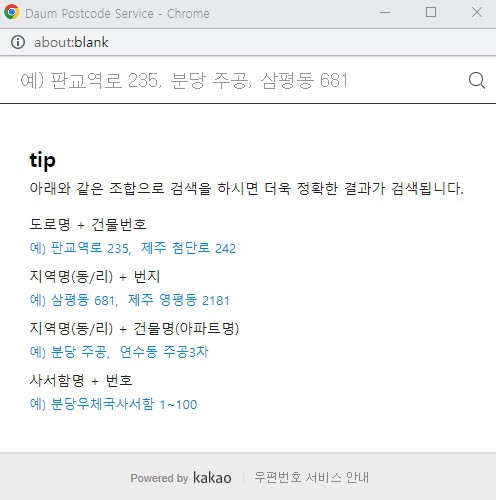 Daum Postcode Service - Chrome
about:blank
예) 판교역로 235, 분당 주공, 삼평동 681
tip
아래와 같은 조합으로 검색을 하시면 더욱 정확한 결과가 검색됩니다.
도로명 + 건물번호
예) 판교역로 235, 제주 첨단로 242
지역명(동/리) + 번지
예) 삼평동 681, 제주 영평동 2181
지역명(동/리) + 건물명(아파트명)
예) 분당 주공, 연수동 주공3차
사서함명 + 번호
예) 분당우체국사서함 1~100
Powered by kakao 우편번호 서비스 안내